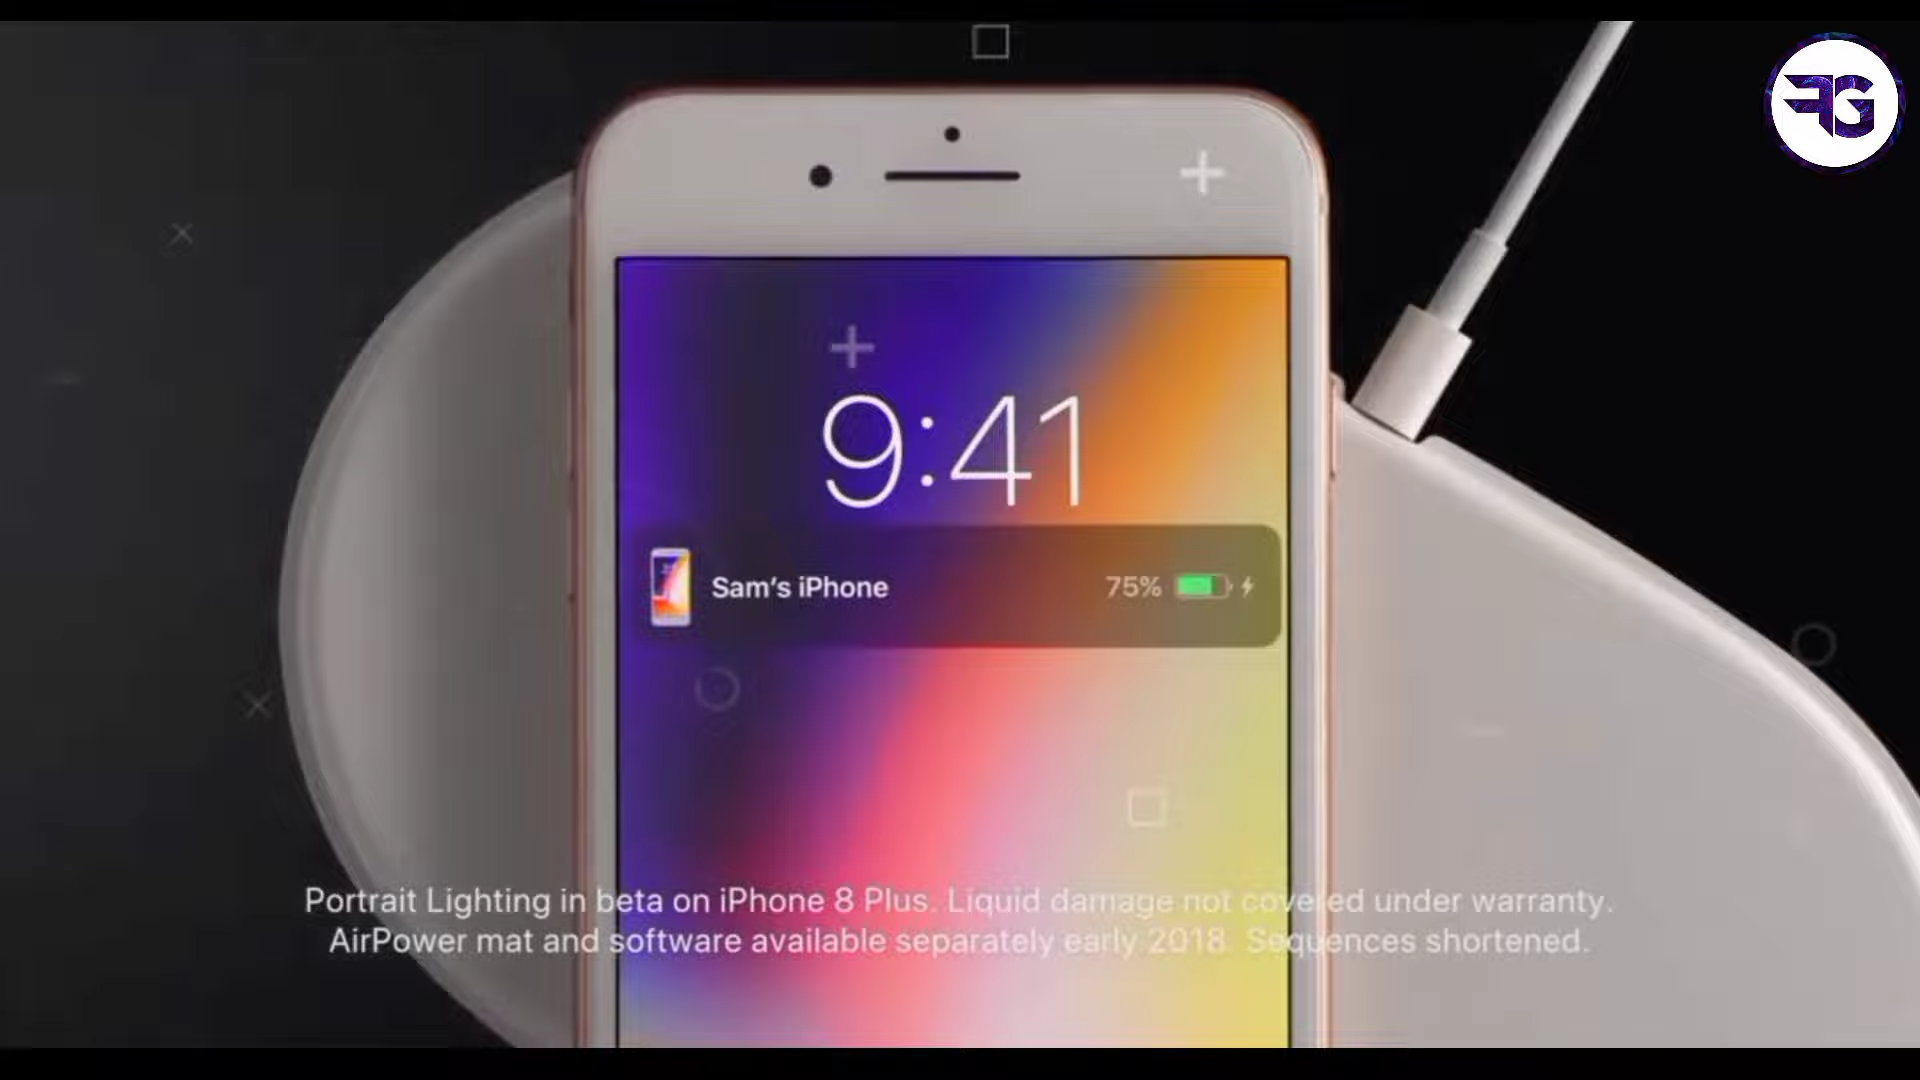 FG
9:41
Sam's iPhone 75%
Portrait Lighting in beta on iPhone 8 Plus. Liquid damage not covered under warranty.
AirPower mat and software available separately early 2018. Sequences shortened.